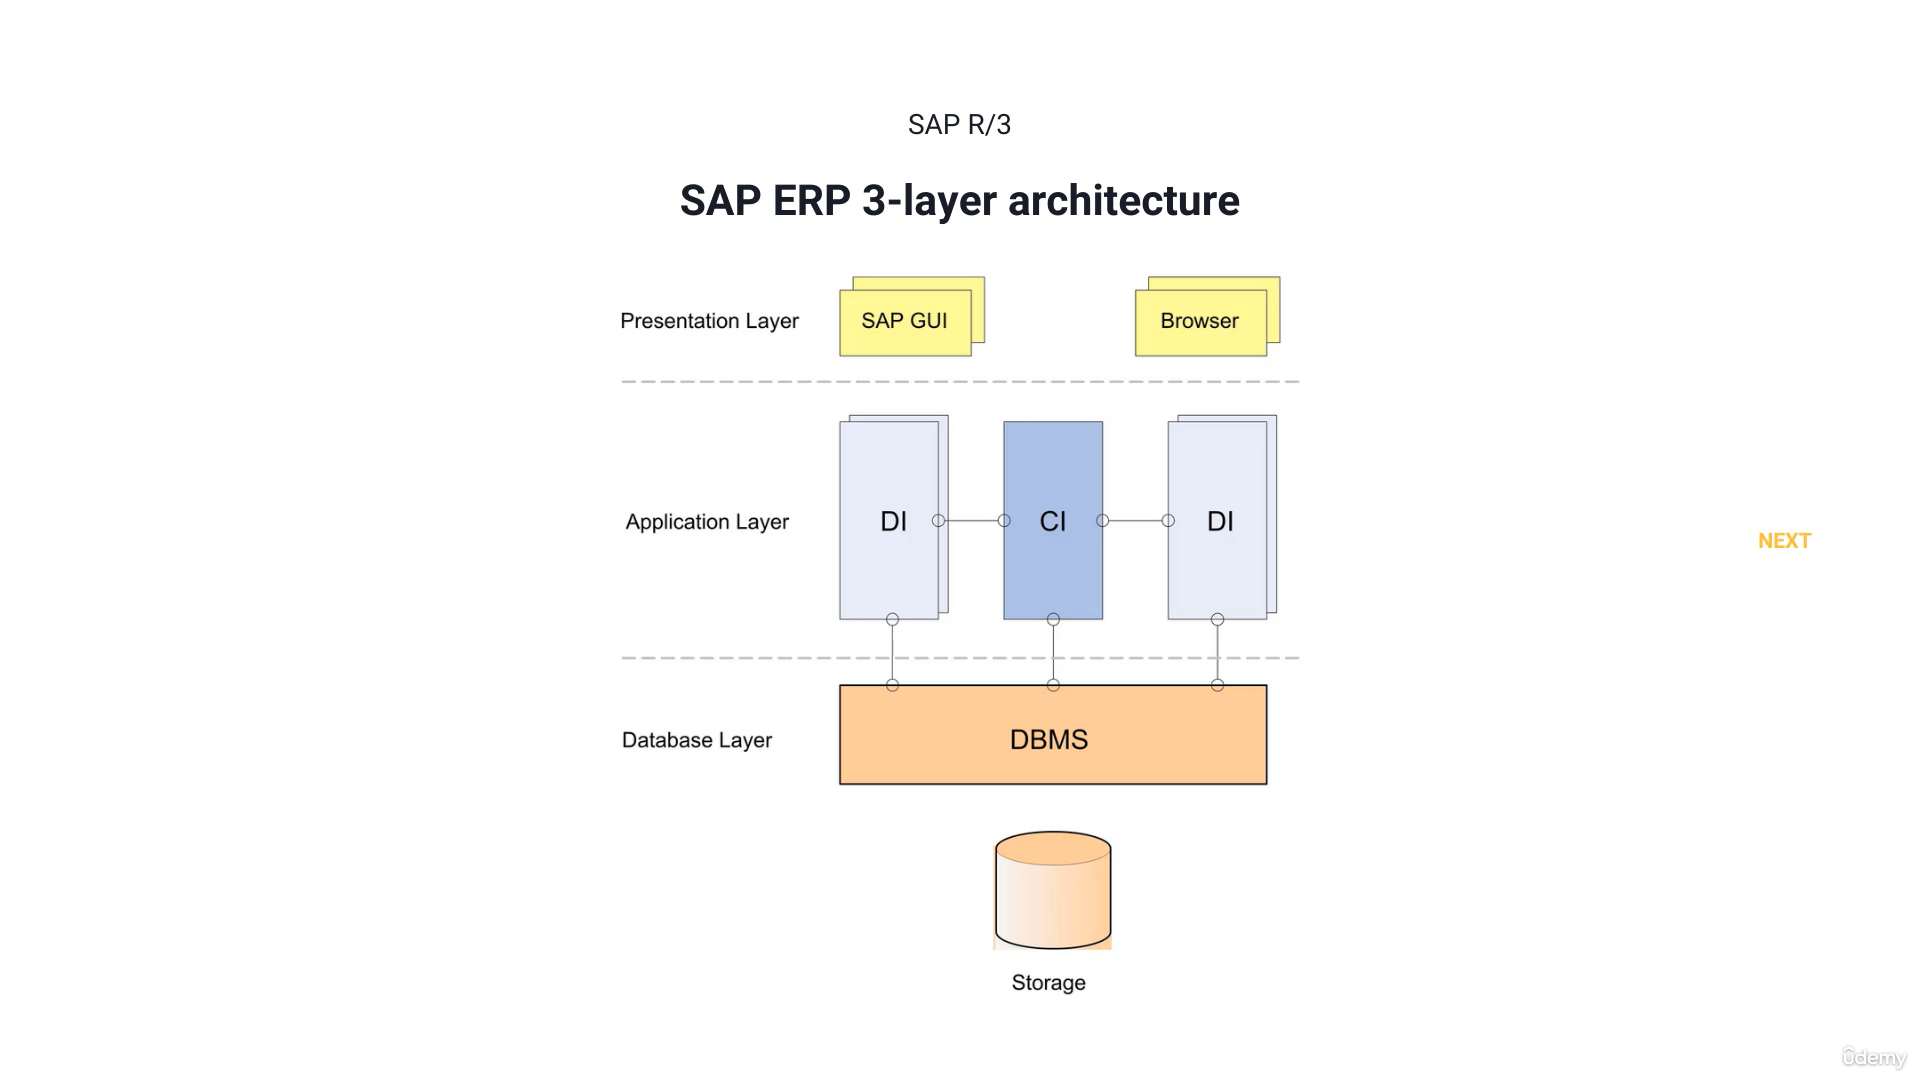 SAP R/3
SAP ERP 3-layer architecture
Presentation Layer
SAP GUI
Browser
Application Layer
DI
CI
DI
NEXT
Database Layer
DBMS
Storage
ûdemy